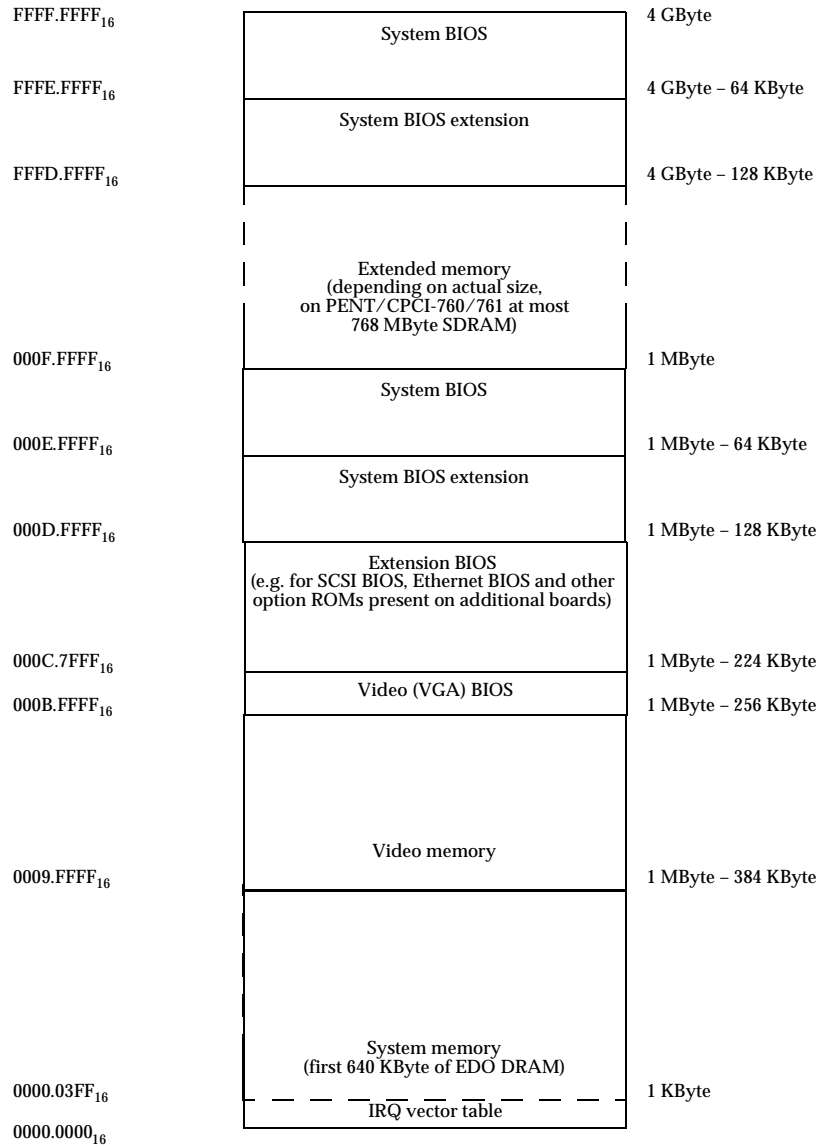 FFFF.FFFF16 4 GByte
System BIOS
FFFE.FFFF16 4 GByte – 64 KByte
System BIOS extension
FFFD.FFFF16 4 GByte – 128 KByte
Extended memory
(depending on actual size,
on PENT/CPCI-760/761 at most
768 MByte SDRAM)
000F.FFFF16 1 MByte
System BIOS
000E.FFFF16 1 MByte – 64 KByte
System BIOS extension
000D.FFFF16 1 MByte – 128 KByte
Extension BIOS
(e.g. for SCSI BIOS, Ethernet BIOS and other
option ROMs present on additional boards)
000C.7FFF16 1 MByte – 224 KByte
Video (VGA) BIOS
000B.FFFF16 1 MByte – 256 KByte
Video memory
0009.FFFF16 1 MByte – 384 KByte
System memory
(first 640 KByte of EDO DRAM)
0000.03FF16 1 KByte
IRQ vector table
0000.000016